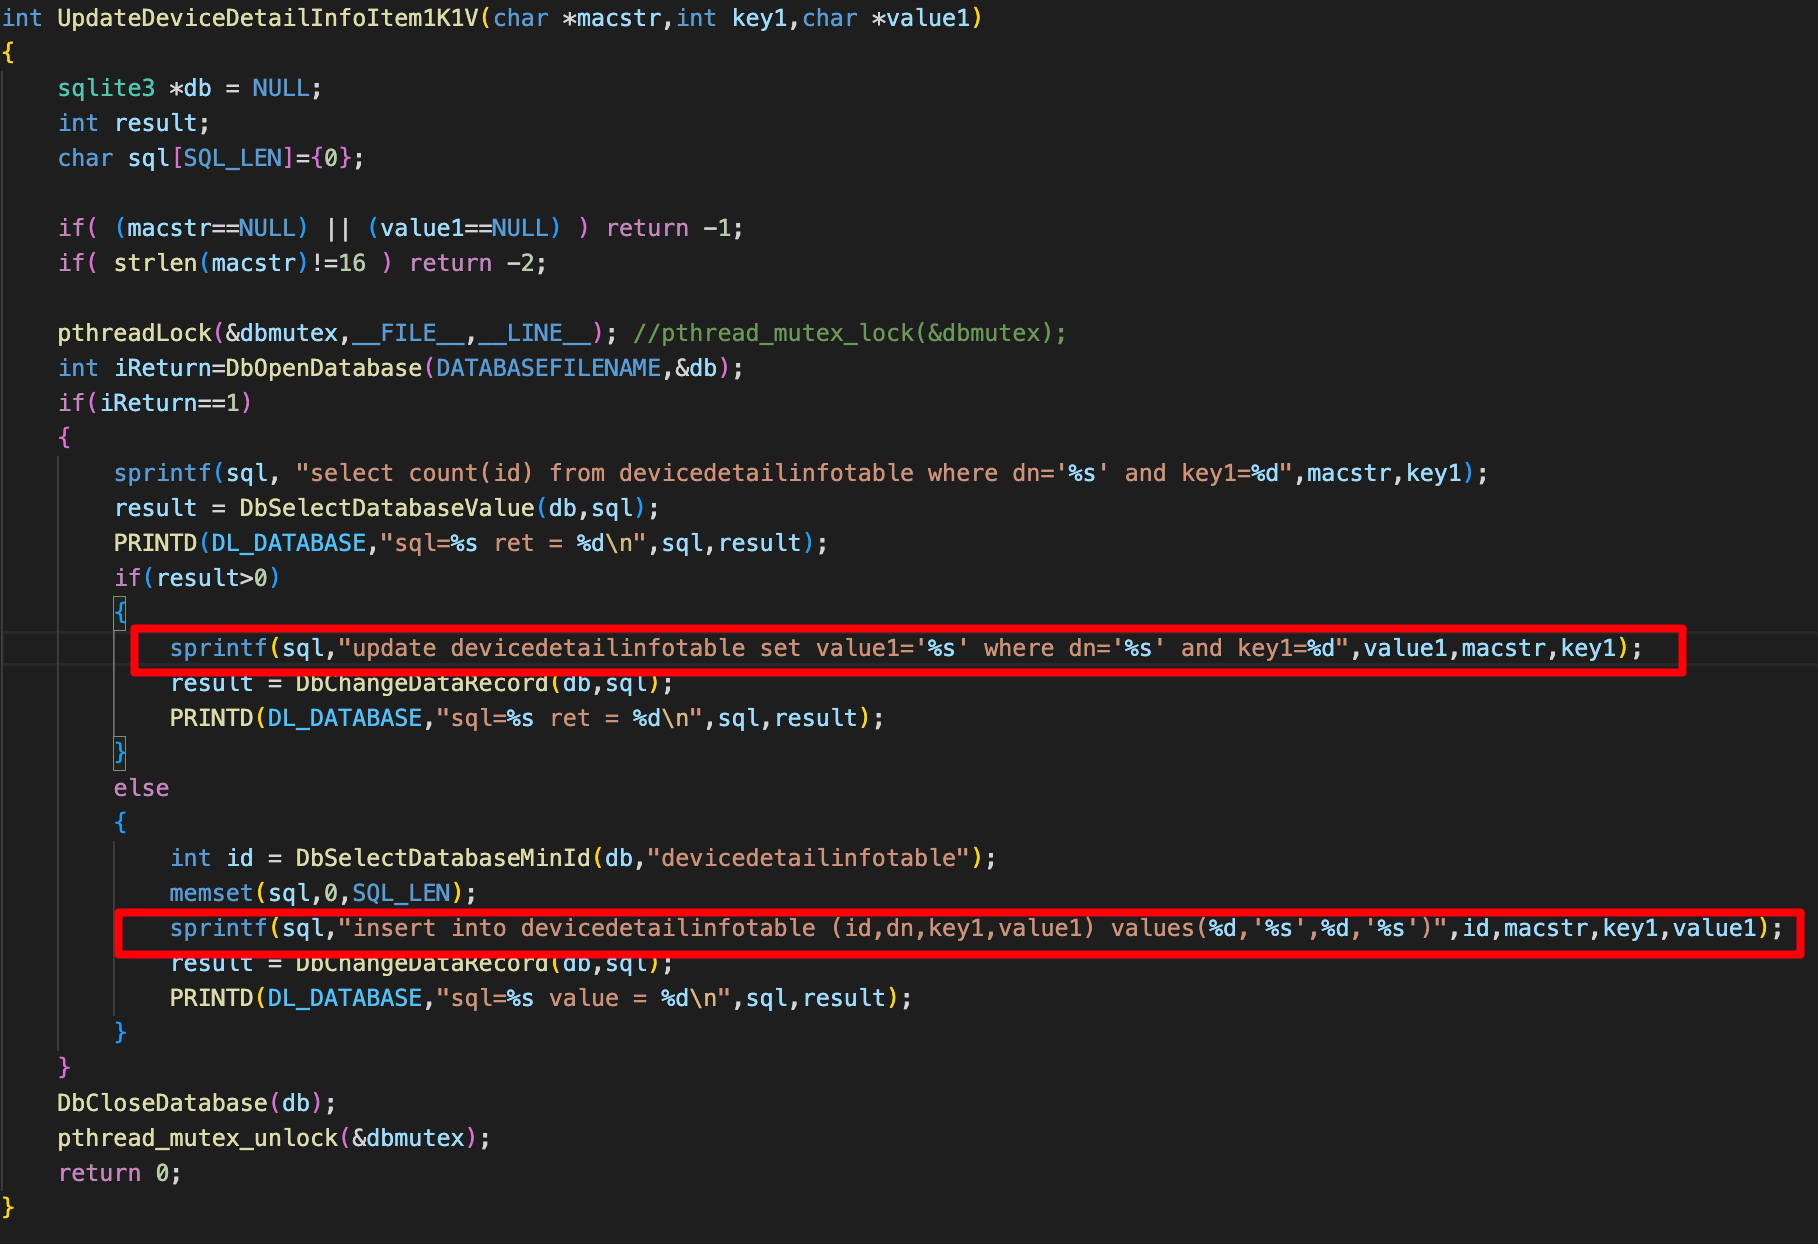 int UpdateDeviceDetailInfoItem1K1V(char *macstr,int key1,char *value1)
{
    sqlite3 *db = NULL;
    int result;
    char sql[SQL_LEN]={0};
    if( (macstr==NULL) || (value1==NULL) ) return -1;
    if( strlen(macstr)!=16 ) return -2;
    pthreadLock(&dbmutex,__FILE__,__LINE__); //pthread_mutex_lock(&dbmutex);
    int iReturn=DbOpenDatabase(DATABASEFILENAME,&db);
    if(iReturn==1)
    {
        sprintf(sql, "select count(id) from devicedetailinfotable where dn='%s' and key1=%d",macstr,key1);
        result = DbSelectDatabaseValue(db,sql);
        PRINTD(DL_DATABASE,"sql=%s ret = %d\n",sql,result);
        if(result>0)
        {
            sprintf(sql,"update devicedetailinfotable set value1='%s' where dn='%s' and key1=%d",value1,macstr,key1);
            result = DbChangeDataRecord(db,sql);
            PRINTD(DL_DATABASE,"sql=%s ret = %d\n",sql,result);
        }
        else
        {
            int id = DbSelectDatabaseMinId(db,"devicedetailinfotable");
            memset(sql,0,SQL_LEN);
            sprintf(sql,"insert into devicedetailinfotable (id,dn,key1,value1) values(%d,'%s',%d,'%s')",id,macstr,key1,value1);
            result = DbChangeDataRecord(db,sql);
            PRINTD(DL_DATABASE,"sql=%s value = %d\n",sql,result);
        }
    }
    DbCloseDatabase(db);
    pthread_mutex_unlock(&dbmutex);
    return 0;
}